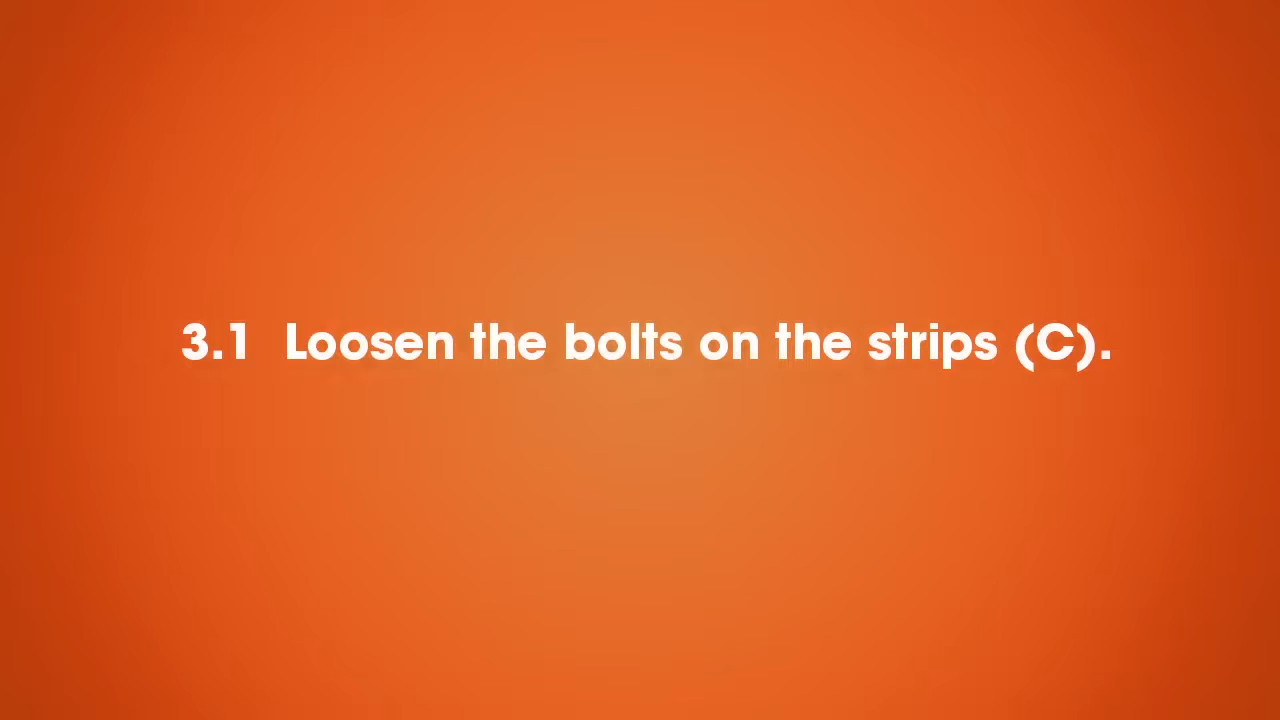 3.1 Loosen the bolts on the strips (C).